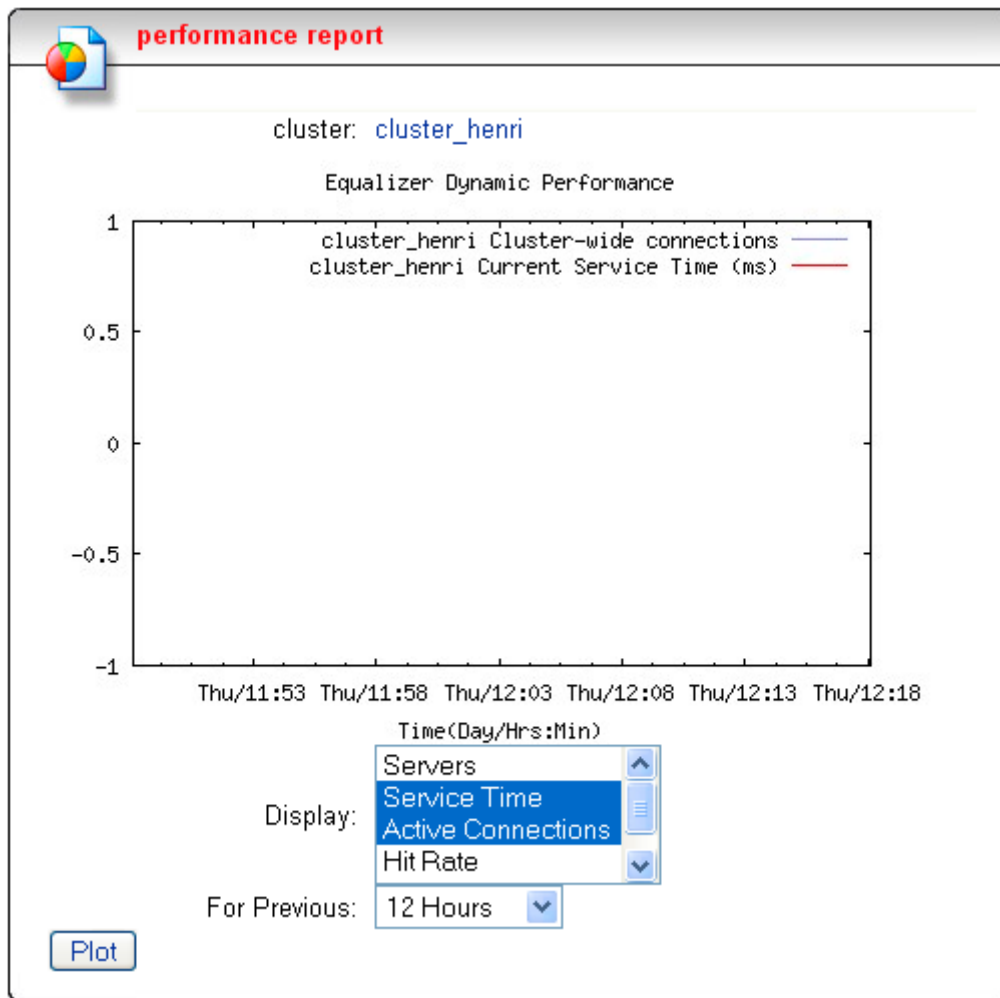 performance report
cluster: cluster_henri
Equalizer Dynamic Performance
1
cluster_henri Cluster-wide connections
cluster_henri Current Service Time (ms)
0.5
0
-0.5
-1
Thu/11:53 Thu/11:58 Thu/12:03 Thu/12:08 Thu/12:13 Thu/12:18
Time(Day/Hrs:Min)
Servers
Display:
Service Time
Active Connections
Hit Rate
For Previous: 12 Hours
Plot